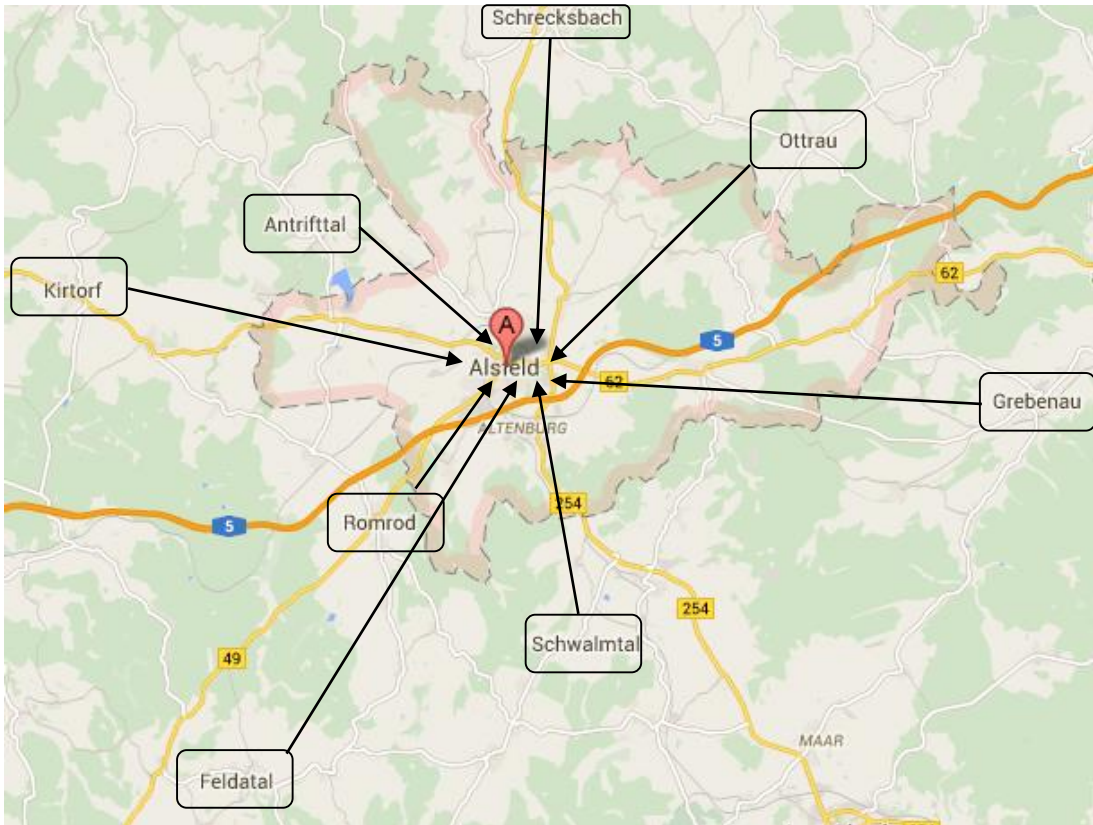 Schrecksbach
Ottrau
Antrifttal
Kirtorf
62
A
5
Alsfeld
62
Grebenau
ALTENBURG
254
Romrod
5
254
Schwalmtal
49
MAAR
Feldatal